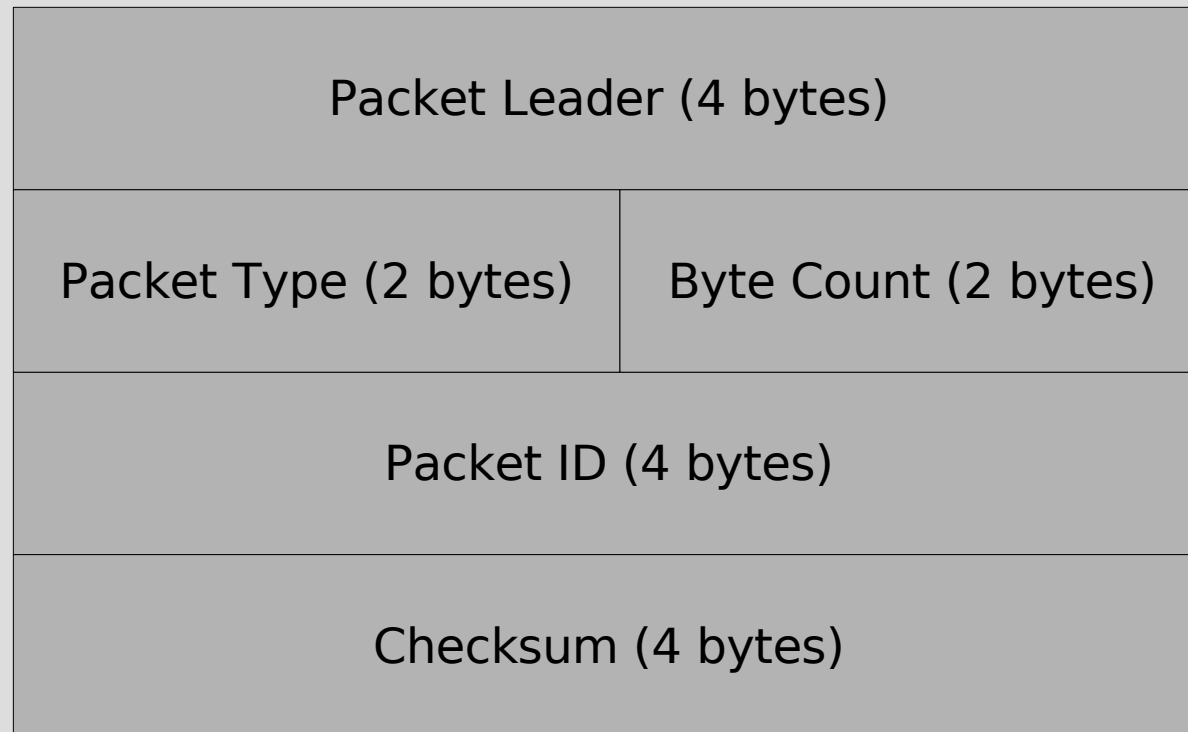 Packet Leader (4 bytes)
Packet Type (2 bytes)
Byte Count (2 bytes)
Packet ID (4 bytes)
Checksum (4 bytes)